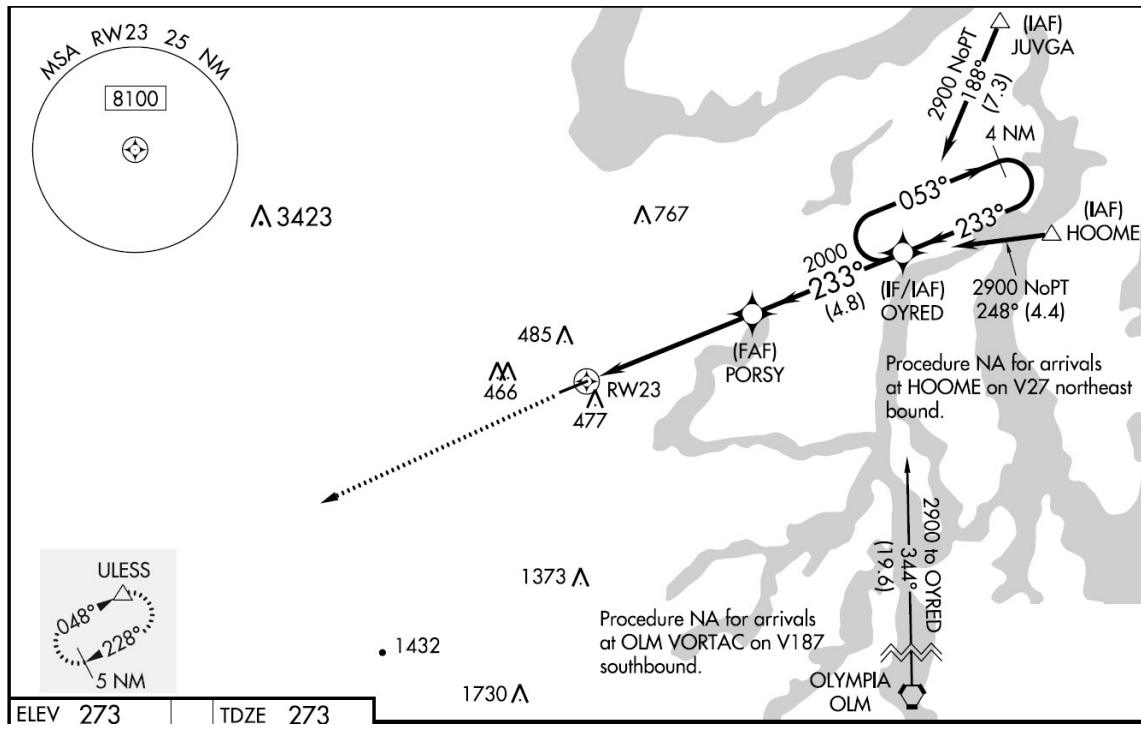 MSA RW23 25 NM
8100
3423
767
(IAF)
JUVGA
2900 NoPT
188°
(7.3)
4 NM
053°
233°
(IAF)
HOOME
2900 NoPT
248° (4.4)
2000
233°
(4.8)
(IF/IAF)
OYRED
(FAF)
PORSY
485
466
RW23
477
Procedure NA for arrivals
at HOOME on V27 northeast
bound.
2900 to OYRED
344°
(19.6)
ULESS
048°
228°
5 NM
1373
1432
1730
Procedure NA for arrivals
at OLM VORTAC on V187
southbound.
OLYMPIA
OLM
ELEV 273
TDZE 273